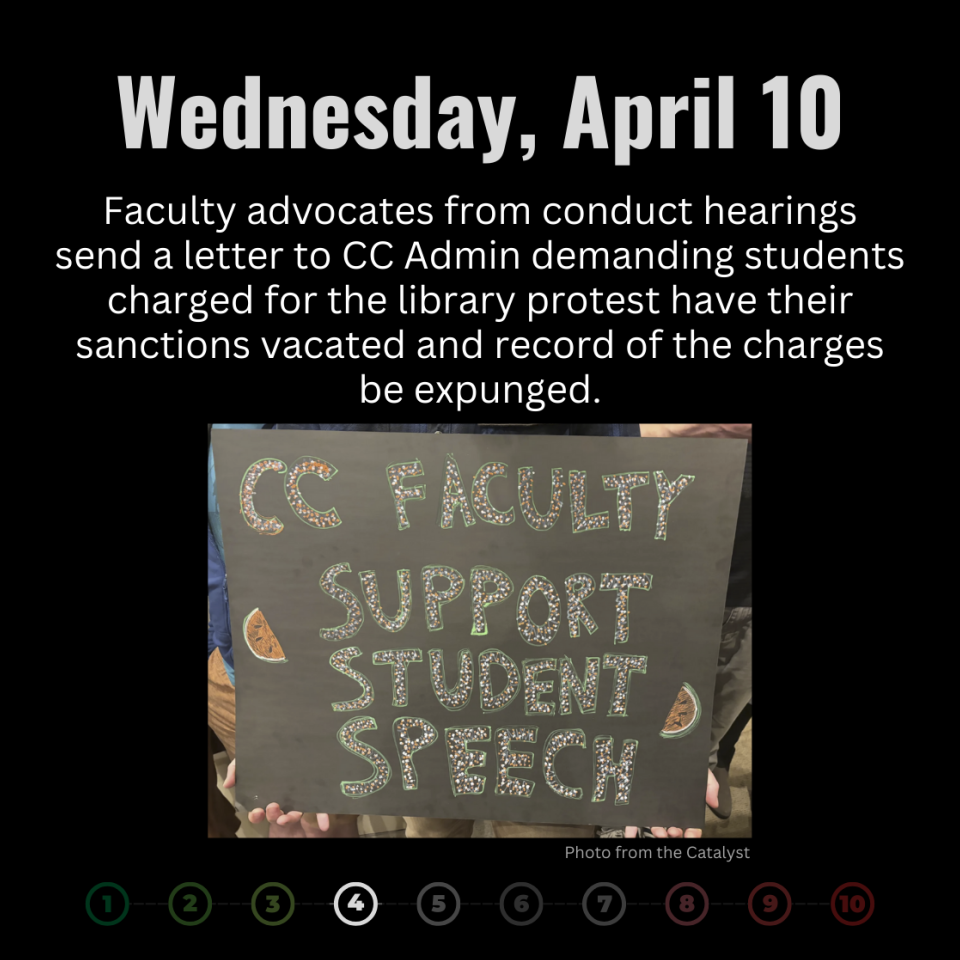 Wednesday, April 10
Faculty advocates from conduct hearings
send a letter to CC Admin demanding students
charged for the library protest have their
sanctions vacated and record of the charges
be expunged.
CC FACULTY
SUPPORT
STUDENT
SPEECH
Photo from the Catalyst
1 2 3 4 5 6 7 8 9 10